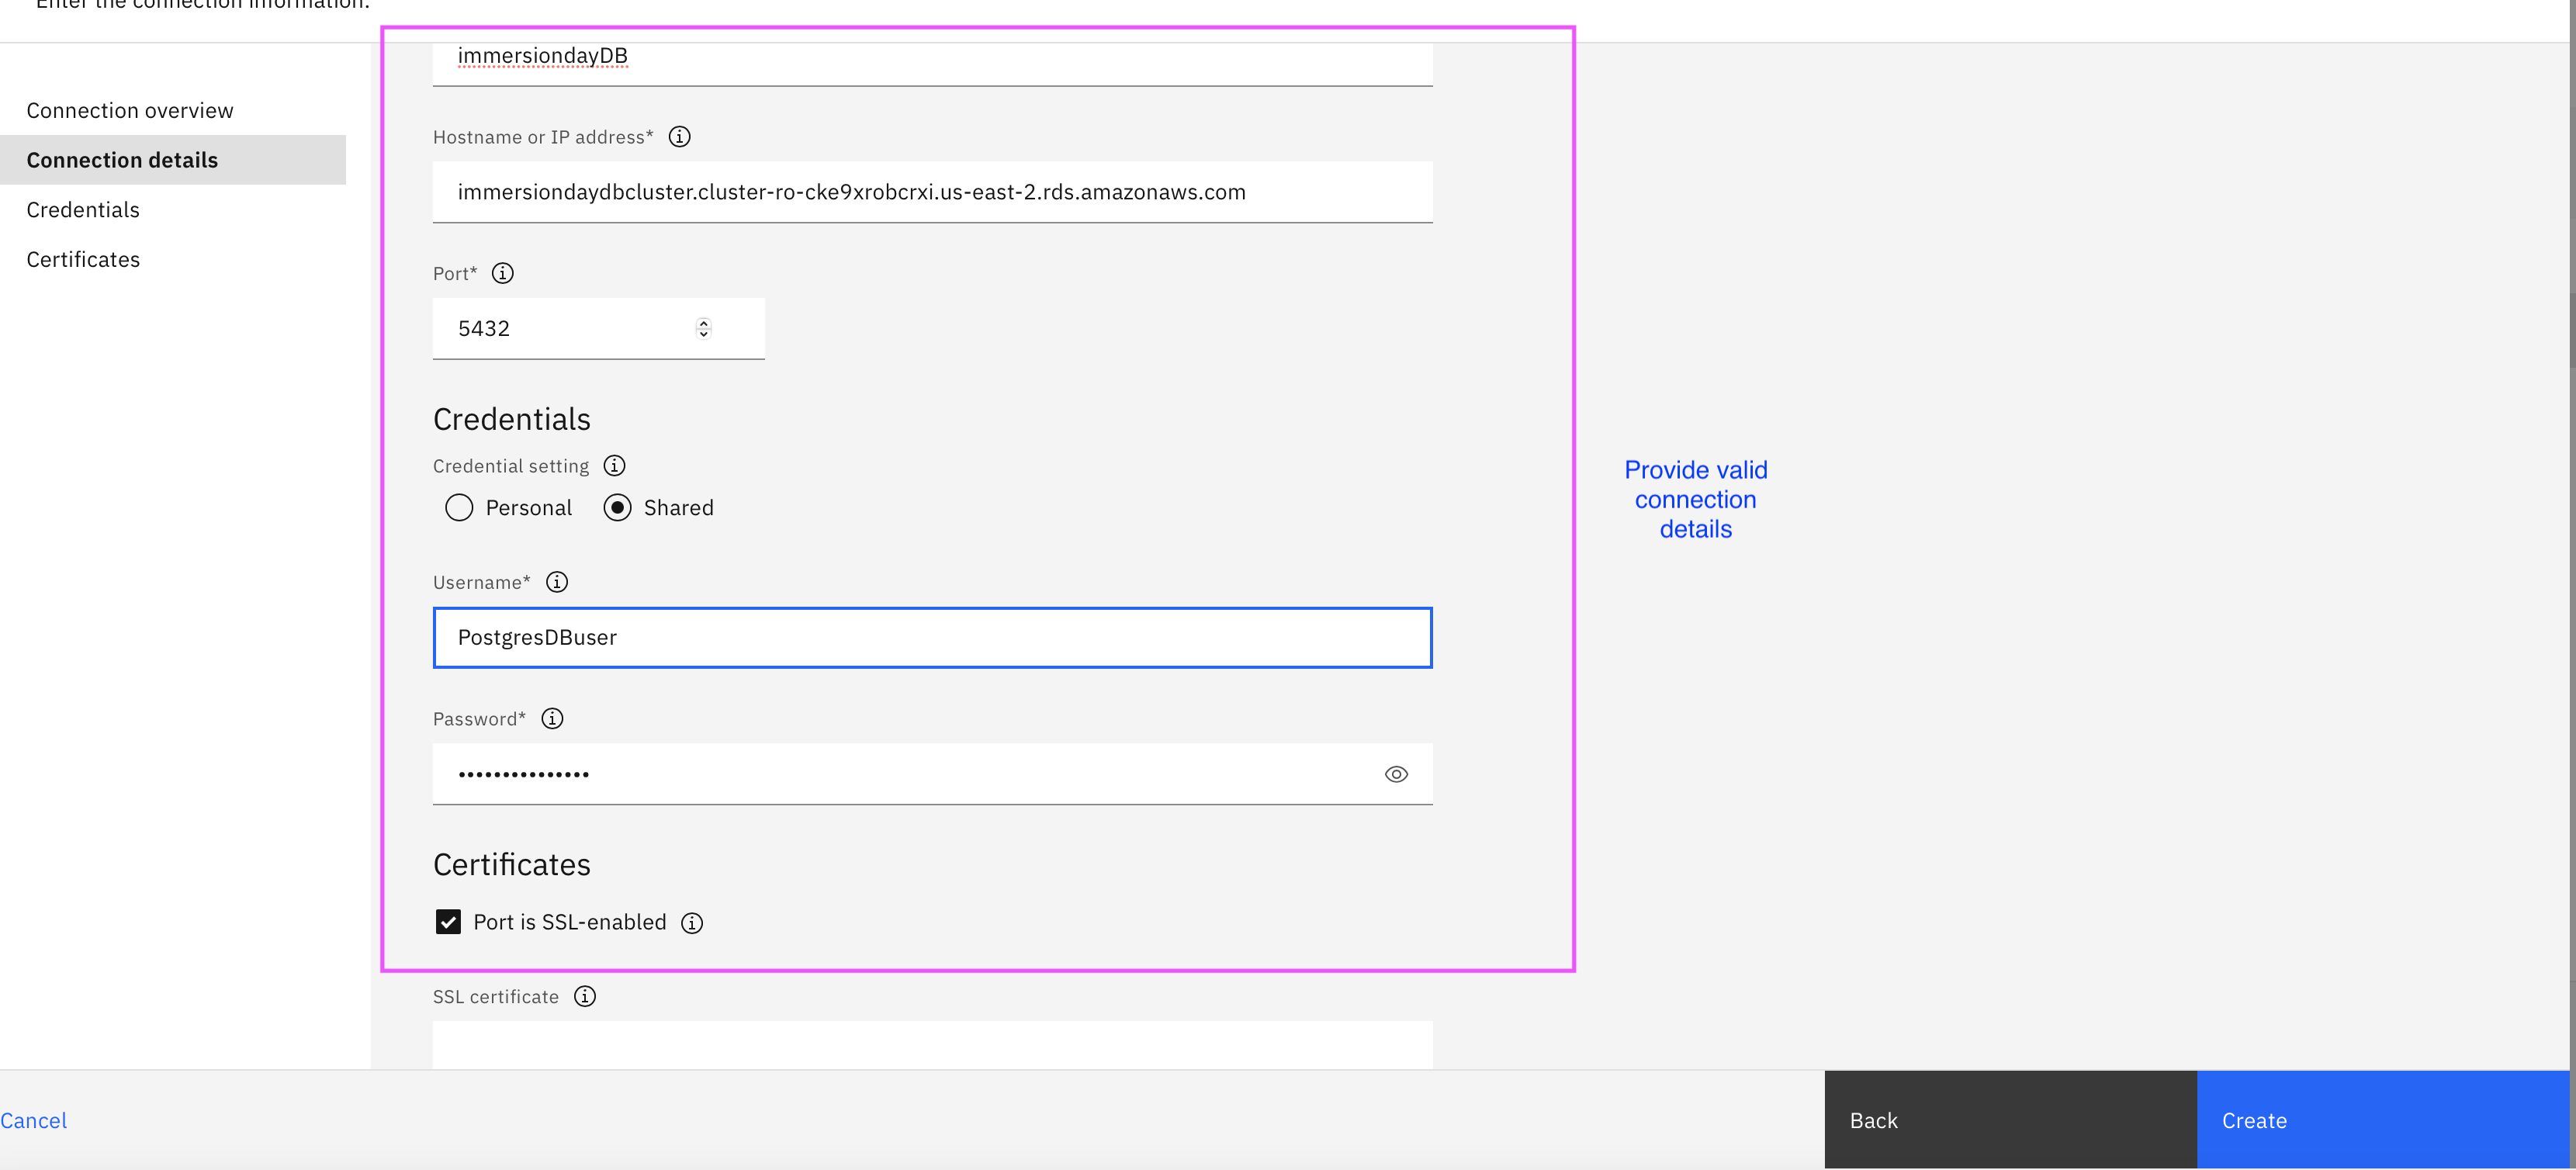 Enter the connection information.
Connection overview
Connection details
Credentials
Certificates
immersiondayDB
Hostname or IP address*
immersiondaydbcluster.cluster-ro-cke9xrobcrxi.us-east-2.rds.amazonaws.com
Port*
5432
Credentials
Credential setting
Personal Shared
Username*
PostgresDBuser
Password*
•••••••••••••••
Certificates
Port is SSL-enabled
SSL certificate
Provide valid
connection
details
Cancel
Back
Create